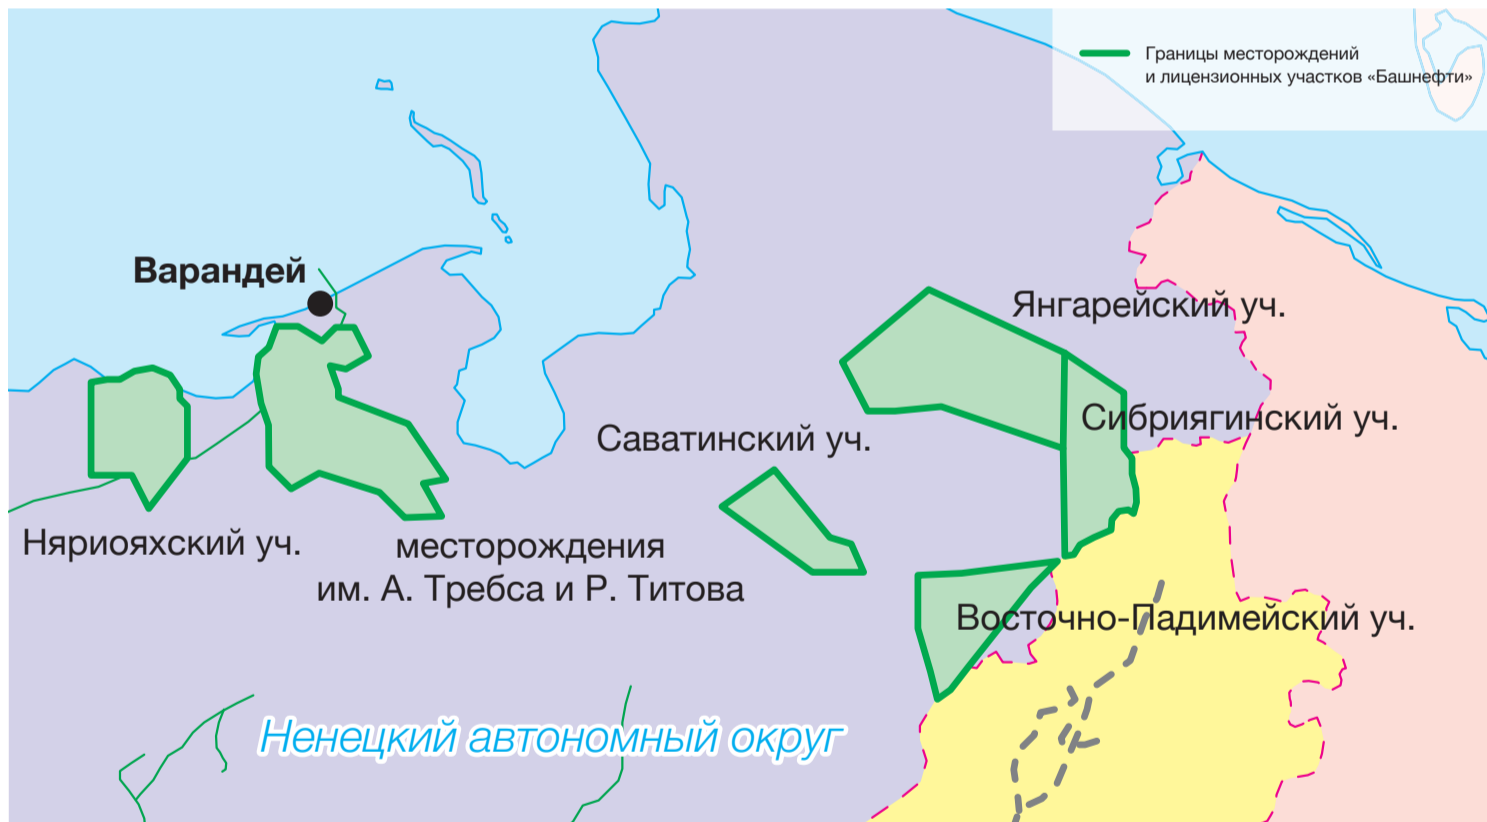 Границы месторождений
и лицензионных участков «Башнефти»
Варандей
Янгарейский уч.
Сибриягинский уч.
Саватинский уч.
Няриояхский уч.
месторождения
им. А. Требса и Р. Титова
Восточно-Падимейский уч.
Ненецкий автономный округ